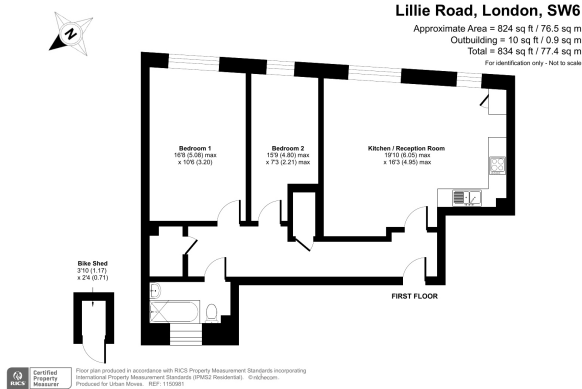 Lillie Road, London, SW6
Approximate Area = 824 sq ft / 76.5 sq m
Outbuilding = 10 sq ft / 0.9 sq m
Total = 834 sq ft / 77.4 sq m
For identification only - Not to scale
N
Bedroom 1
16'8 (5.08) max
x 10'6 (3.20)
Bedroom 2
15'9 (4.80) max
x 7'3 (2.21) max
Kitchen / Reception Room
19'10 (6.05) max
x 16'3 (4.95) max
Bike Shed
3'10 (1.17)
x 2'4 (0.71)
FIRST FLOOR
RICS
Certified
Property
Measurer
Floor plan produced in accordance with RICS Property Measurement Standards incorporating
International Property Measurement Standards (IPMS2 Residential). © nichecom.
Produced for Urban Moves. REF: 1150981